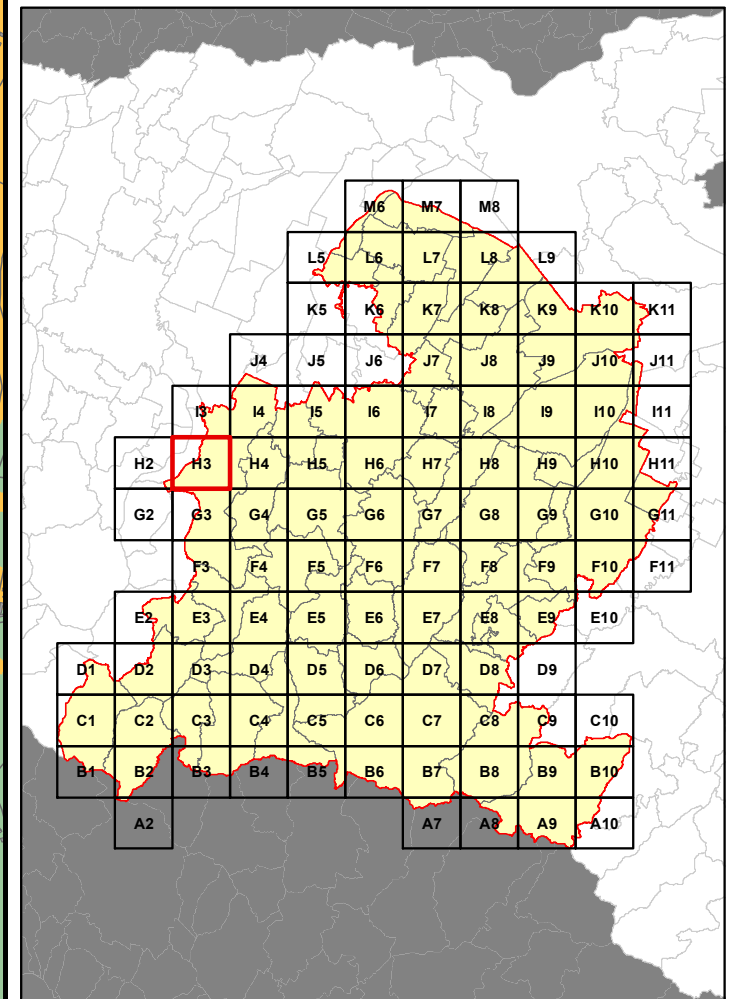 M6 M7 M8
L5 L6 L7 L8 L9
K5 K6 K7 K8 K9 K10 K11
J4 J5 J6 J7 J8 J9 J10 J11
I3 I4 I5 I6 I7 I8 I9 I10 I11
H2 H3 H4 H5 H6 H7 H8 H9 H10 H11
G2 G3 G4 G5 G6 G7 G8 G9 G10 G11
F3 F4 F5 F6 F7 F8 F9 F10 F11
E2 E3 E4 E5 E6 E7 E8 E9 E10
D1 D2 D3 D4 D5 D6 D7 D8 D9
C1 C2 C3 C4 C5 C6 C7 C8 C9 C10
B1 B2 B3 B4 B5 B6 B7 B8 B9 B10
A2 A7 A8 A9 A10